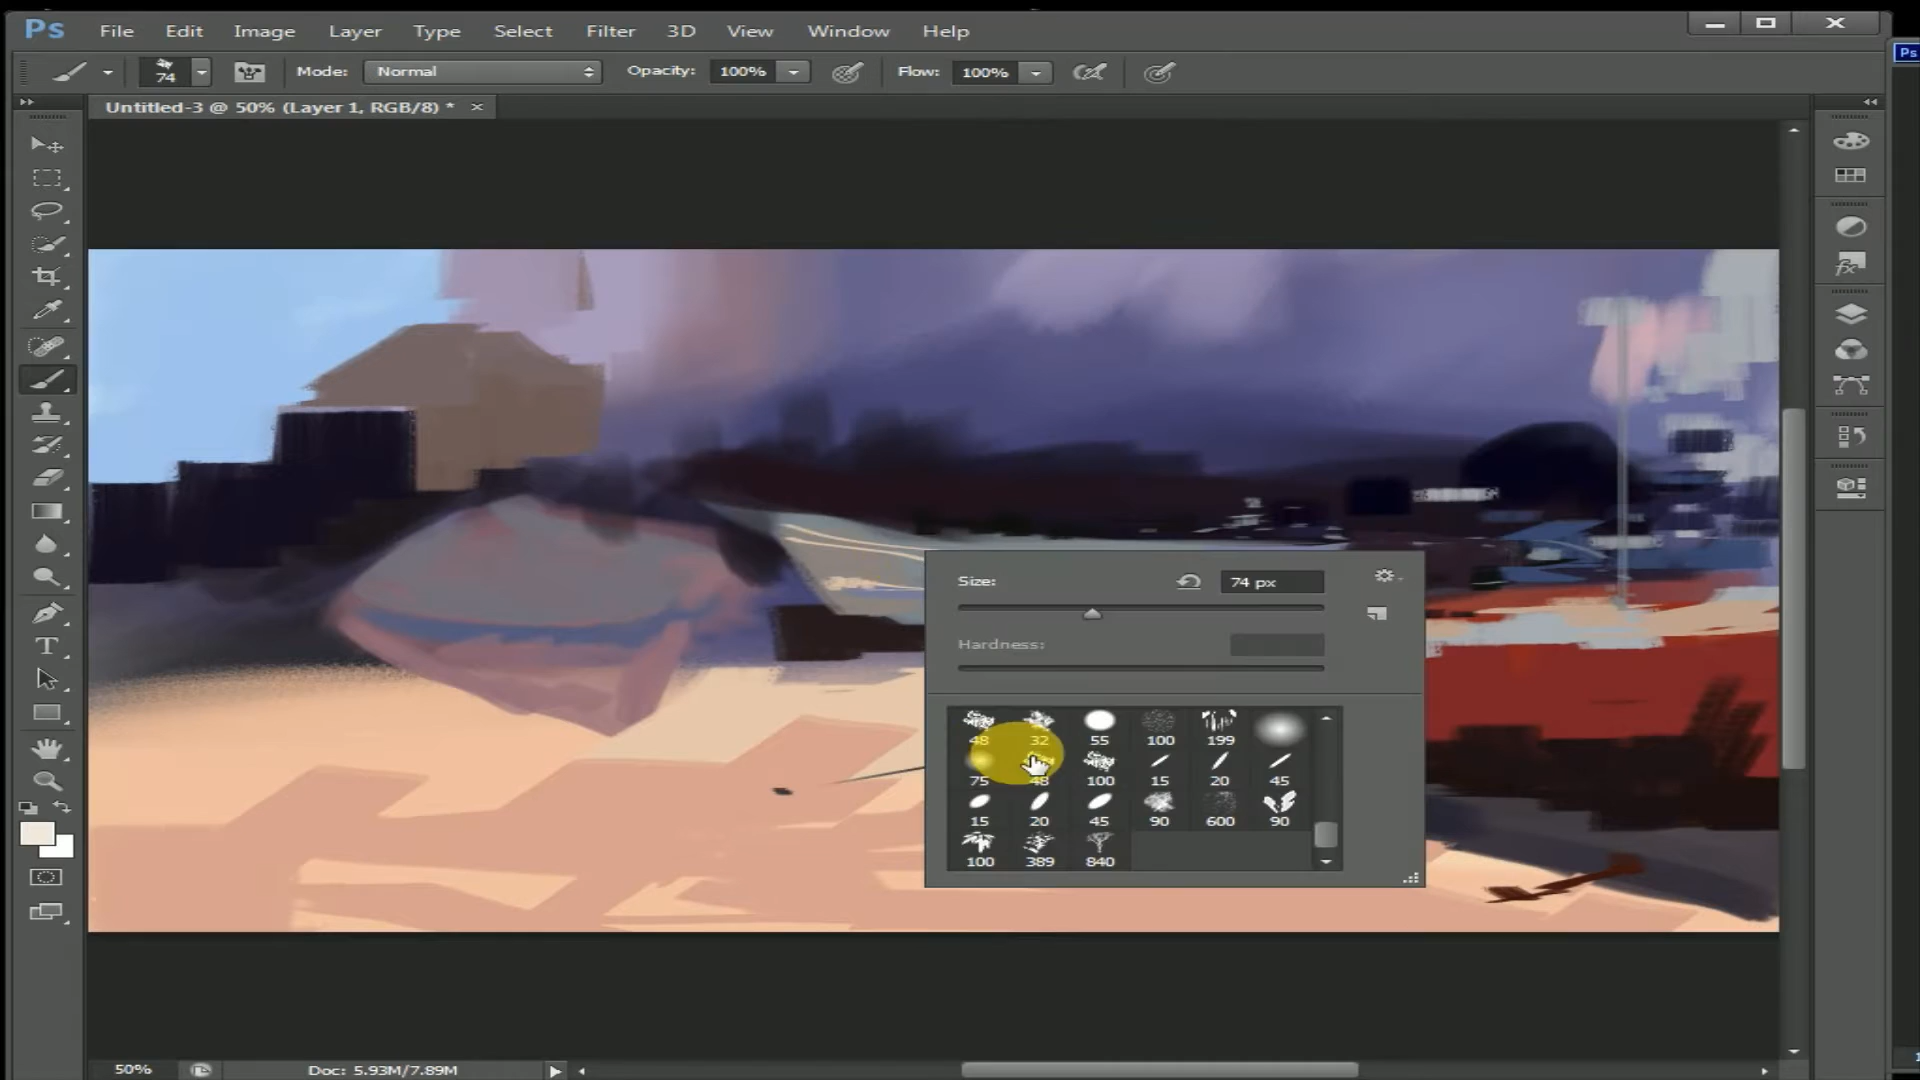 Ps File Edit Image Layer Type Select Filter 3D View Window Help
Ps
74 Mode: Normal Opacity: 100% Flow: 100%
Untitled-3 @ 50% (Layer 1, RGB/8) * ×
Size: 74 px
Hardness:
48 32 55 100 199
75 48 100 15 20 45
15 20 45 90 600 90
100 389 840
50% Doc: 5.93M/7.89M